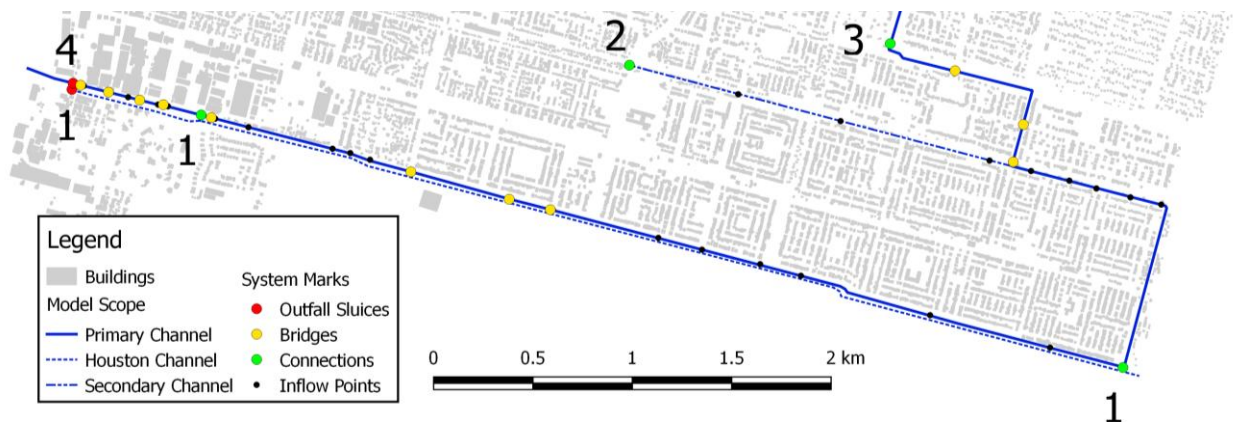 4
2
3
1
1
Legend
Buildings
Model Scope
Primary Channel
Houston Channel
Secondary Channel
System Marks
Outfall Sluices
Bridges
Connections
Inflow Points
0 0.5 1 1.5 2 km
1